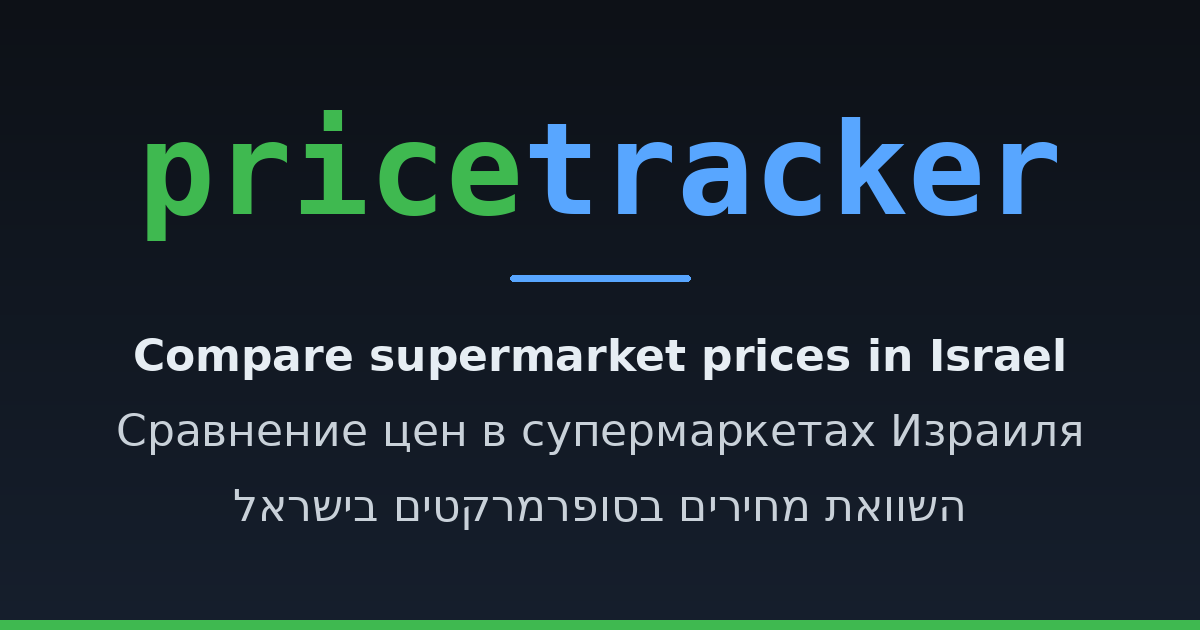 pricetracker
Compare supermarket prices in Israel
Сравнение цен в супермаркетах Израиля
השוואת מחירים בסופרמרקטים בישראל